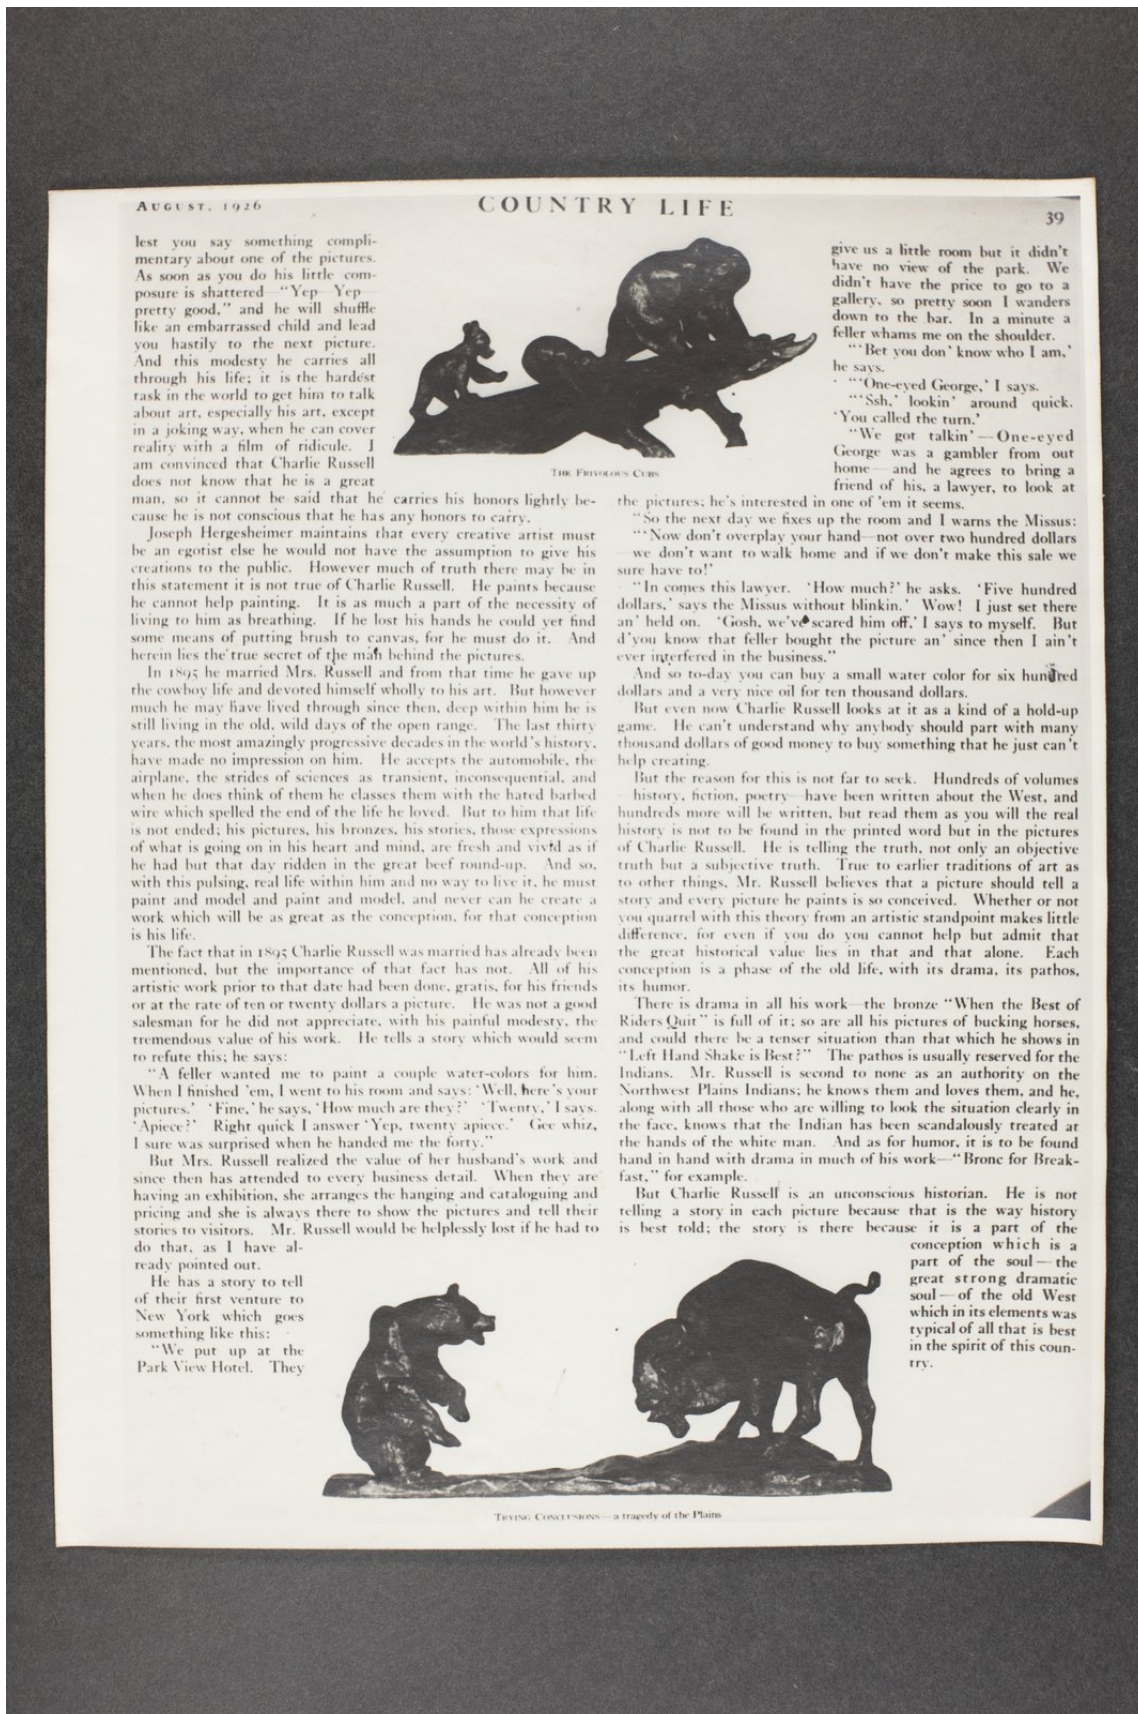 AUGUST, 1926
COUNTRY LIFE
39
lest you say something compli-
mentary about one of the pictures.
As soon as you do his little com-
posure is shattered—"Yep—Yep—
pretty good," and he will shuffle
like an embarrassed child and lead
you hastily to the next picture.
And this modesty he carries all
through his life; it is the hardest
task in the world to get him to talk
about art, especially his art, except
in a joking way, when he can cover
reality with a film of ridicule. I
am convinced that Charlie Russell
does not know that he is a great
man, so it cannot be said that he carries his honors lightly be-
cause he is not conscious that he has any honors to carry.
Joseph Hergesheimer maintains that every creative artist must
be an egotist else he would not have the assumption to give his
creations to the public. However much of truth there may be in
this statement it is not true of Charlie Russell. He paints because
he cannot help painting. It is as much a part of the necessity of
living to him as breathing. If he lost his hands he could yet find
some means of putting brush to canvas, for he must do it. And
herein lies the true secret of the man behind the pictures.
In 1895 he married Mrs. Russell and from that time he gave up
the cowboy life and devoted himself wholly to his art. But however
much he may have lived through since then, deep within him he is
still living in the old, wild days of the open range. The last thirty
years, the most amazingly progressive decades in the world's history,
have made no impression on him. He accepts the automobile, the
airplane, the strides of sciences as transient, inconsequential, and
when he does think of them he classes them with the hated barbed
wire which spelled the end of the life he loved. But to him that life
is not ended; his pictures, his bronzes, his stories, those expressions
of what is going on in his heart and mind, are fresh and vivid as if
he had but that day ridden in the great beef round-up. And so,
with this pulsing, real life within him and no way to live it, he must
paint and model and paint and model, and never can he create a
work which will be as great as the conception, for that conception
is his life.
The fact that in 1895 Charlie Russell was married has already been
mentioned, but the importance of that fact has not. All of his
artistic work prior to that date had been done, gratis, for his friends
or at the rate of ten or twenty dollars a picture. He was not a good
salesman for he did not appreciate, with his painful modesty, the
tremendous value of his work. He tells a story which would seem
to refute this; he says:
"A feller wanted me to paint a couple water-colors for him.
When I finished 'em, I went to his room and says: 'Well, here's your
pictures.' 'Fine,' he says, 'How much are they?' 'Twenty,' I says.
'Apiece?' Right quick I answer 'Yep, twenty apiece.' Gee whiz,
I sure was surprised when he handed me the forty."
But Mrs. Russell realized the value of her husband's work and
since then has attended to every business detail. When they are
having an exhibition, she arranges the hanging and cataloguing and
pricing and she is always there to show the pictures and tell their
stories to visitors. Mr. Russell would be helplessly lost if he had to
do that, as I have al-
ready pointed out.
He has a story to tell
of their first venture to
New York which goes
something like this:
"We put up at the
Park View Hotel. They
THE FRIVOLOUS CUBS
give us a little room but it didn't
have no view of the park. We
didn't have the price to go to a
gallery, so pretty soon I wanders
down to the bar. In a minute a
feller whams me on the shoulder.
"'Bet you don' know who I am,'
he says.
"'One-eyed George,' I says.
"'Ssh,' lookin' around quick.
'You called the turn.'
"We got talkin'—One-eyed
George was a gambler from out
home—and he agrees to bring a
friend of his, a lawyer, to look at
the pictures; he's interested in one of 'em it seems.
"So the next day we fixes up the room and I warns the Missus:
"'Now don't overplay your hand—not over two hundred dollars
—we don't want to walk home and if we don't make this sale we
sure have to!'
"In comes this lawyer. 'How much?' he asks. 'Five hundred
dollars,' says the Missus without blinkin.' Wow! I just set there
an' held on. 'Gosh, we've scared him off,' I says to myself. But
d'you know that feller bought the picture an' since then I ain't
ever interfered in the business."
And so to-day you can buy a small water color for six hundred
dollars and a very nice oil for ten thousand dollars.
But even now Charlie Russell looks at it as a kind of a hold-up
game. He can't understand why anybody should part with many
thousand dollars of good money to buy something that he just can't
help creating.
But the reason for this is not far to seek. Hundreds of volumes
—history, fiction, poetry—have been written about the West, and
hundreds more will be written, but read them as you will the real
history is not to be found in the printed word but in the pictures
of Charlie Russell. He is telling the truth, not only an objective
truth but a subjective truth. True to earlier traditions of art as
to other things, Mr. Russell believes that a picture should tell a
story and every picture he paints is so conceived. Whether or not
you quarrel with this theory from an artistic standpoint makes little
difference, for even if you do you cannot help but admit that
the great historical value lies in that and that alone. Each
conception is a phase of the old life, with its drama, its pathos,
its humor.
There is drama in all his work—the bronze "When the Best of
Riders Quit" is full of it; so are all his pictures of bucking horses,
and could there be a tenser situation than that which he shows in
"Left Hand Shake is Best?" The pathos is usually reserved for the
Indians. Mr. Russell is second to none as an authority on the
Northwest Plains Indians; he knows them and loves them, and he,
along with all those who are willing to look the situation clearly in
the face, knows that the Indian has been scandalously treated at
the hands of the white man. And as for humor, it is to be found
hand in hand with drama in much of his work—"Bronc for Break-
fast," for example.
But Charlie Russell is an unconscious historian. He is not
telling a story in each picture because that is the way history
is best told; the story is there because it is a part of the
conception which is a
part of the soul—the
great strong dramatic
soul—of the old West
which in its elements was
typical of all that is best
in the spirit of this coun-
try.
TRYING CONCLUSIONS—a tragedy of the Plains